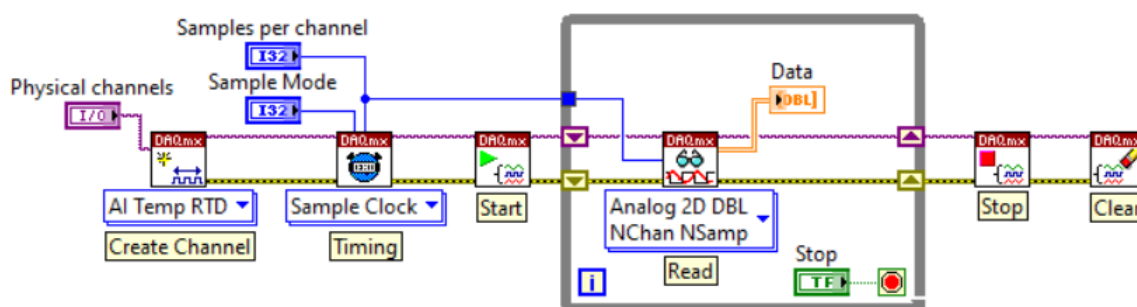 Samples per channel
I32
Sample Mode
I32
Physical channels
I/O
Data
DBL]
DAQmx
DAQmx
DAQmx
DAQmx
DAQmx
DAQmx
AI Temp RTD
Sample Clock
Start
Analog 2D DBL
NChan NSamp
Stop
Clear
Create Channel
Timing
Read
Stop
TF
i